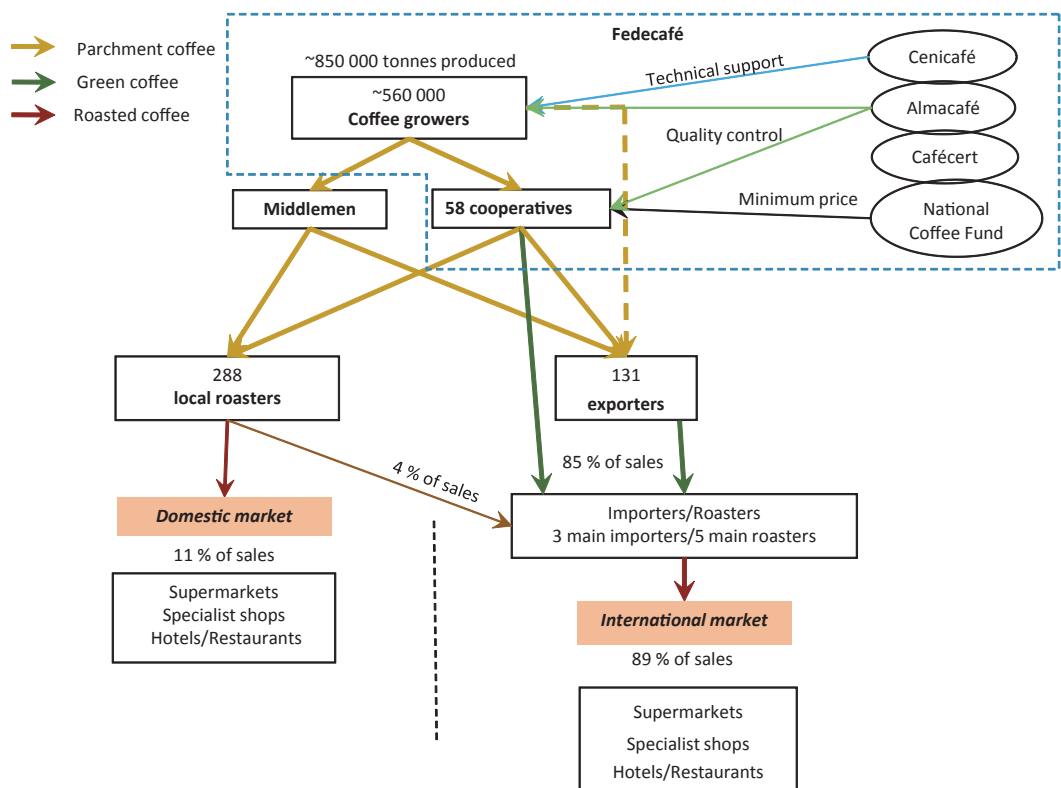 Parchment coffee
Green coffee
Roasted coffee
Fedecafé
~850 000 tonnes produced
~560 000
Coffee growers
Technical support
Quality control
Minimum price
Cenicafé
Almacafé
Cafécert
National
Coffee Fund
Middlemen
58 cooperatives
288
local roasters
131
exporters
4 % of sales
85 % of sales
Domestic market
11 % of sales
Supermarkets
Specialist shops
Hotels/Restaurants
Importers/Roasters
3 main importers/5 main roasters
International market
89 % of sales
Supermarkets
Specialist shops
Hotels/Restaurants